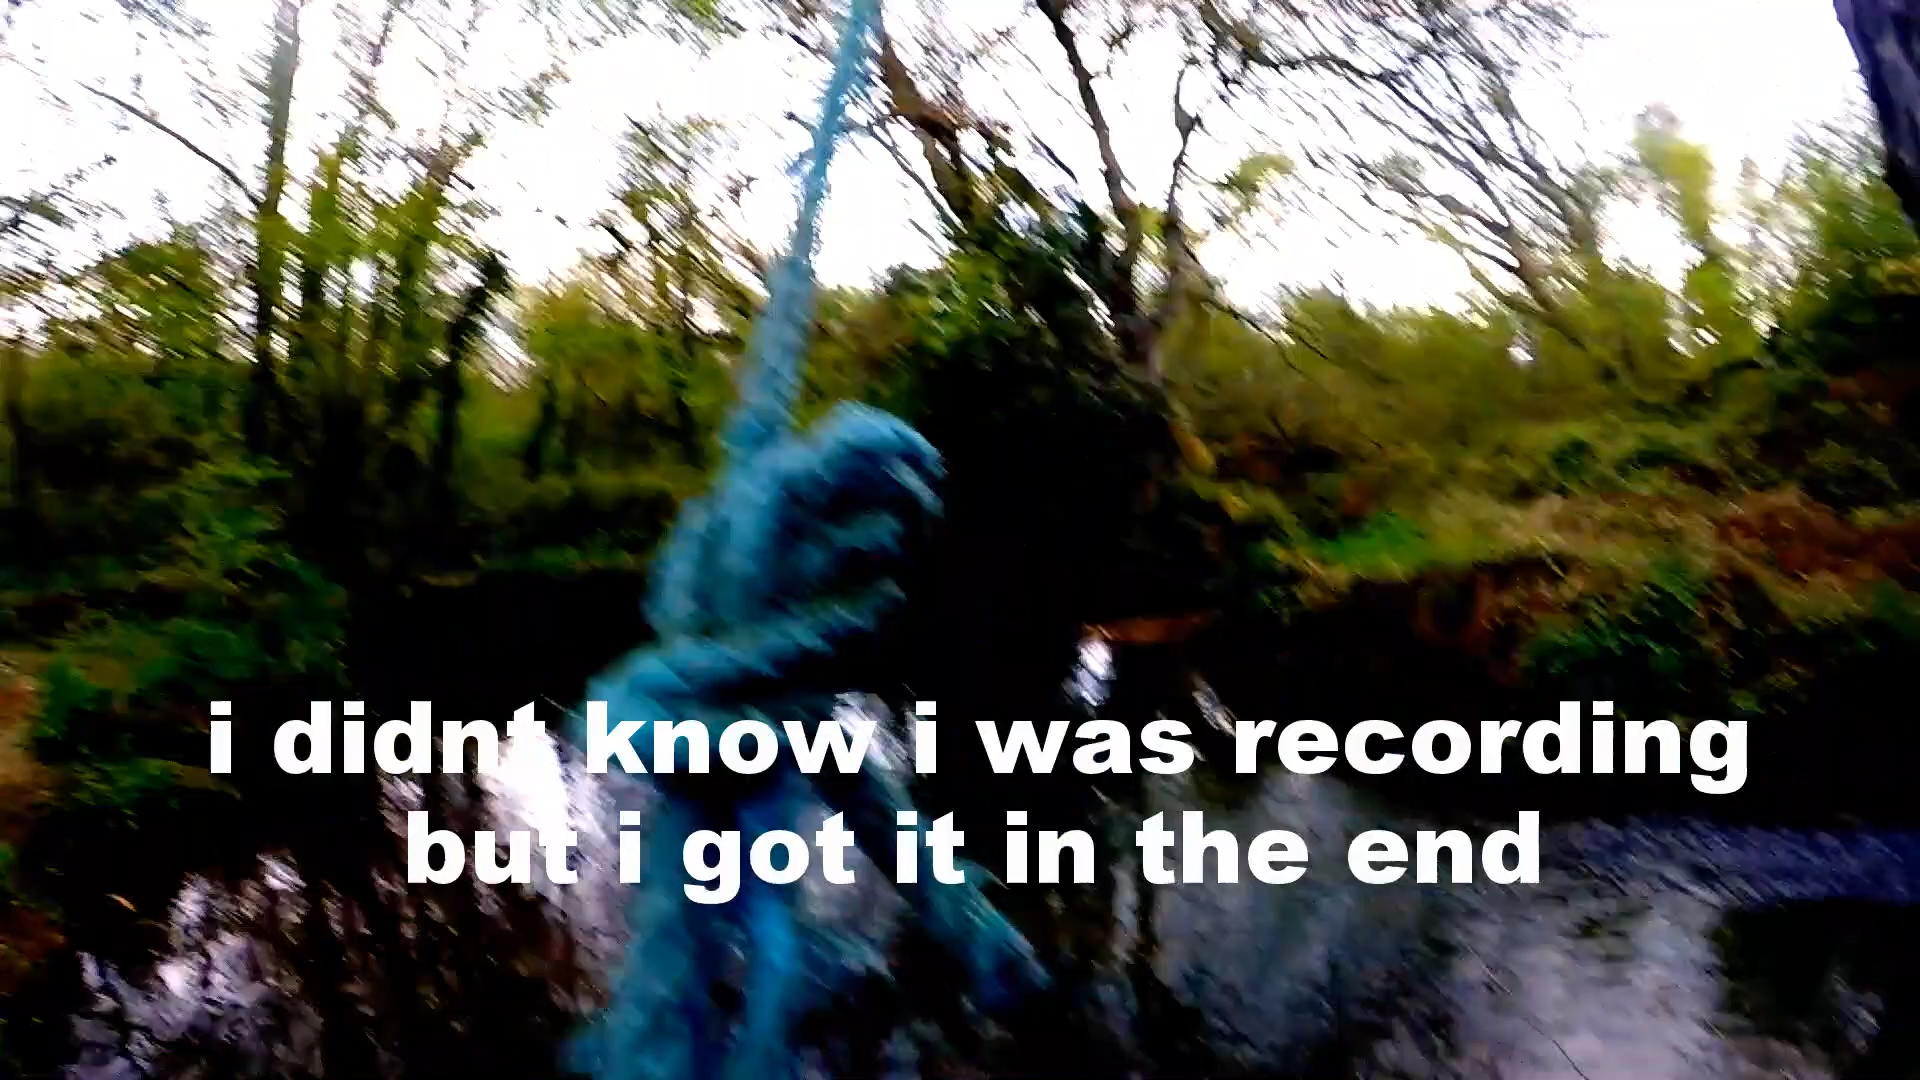 i didnt know i was recording
but i got it in the end